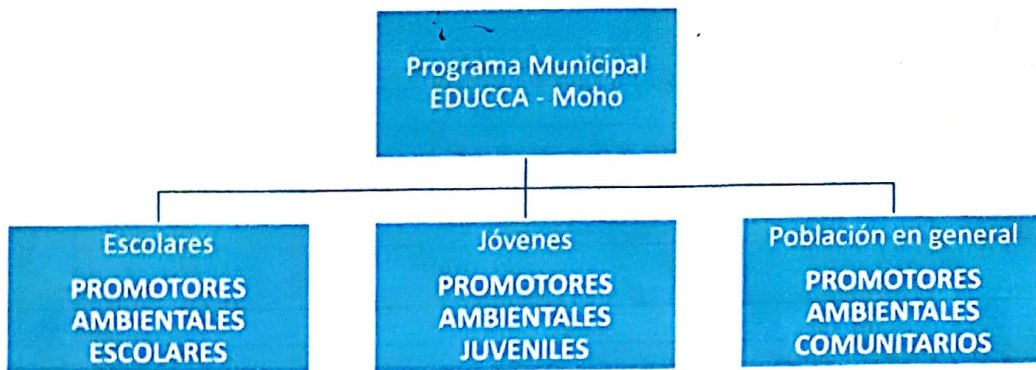 Programa Municipal
EDUCCA - Moho
Escolares
PROMOTORES
AMBIENTALES
ESCOLARES
Jóvenes
PROMOTORES
AMBIENTALES
JUVENILES
Población en general
PROMOTORES
AMBIENTALES
COMUNITARIOS